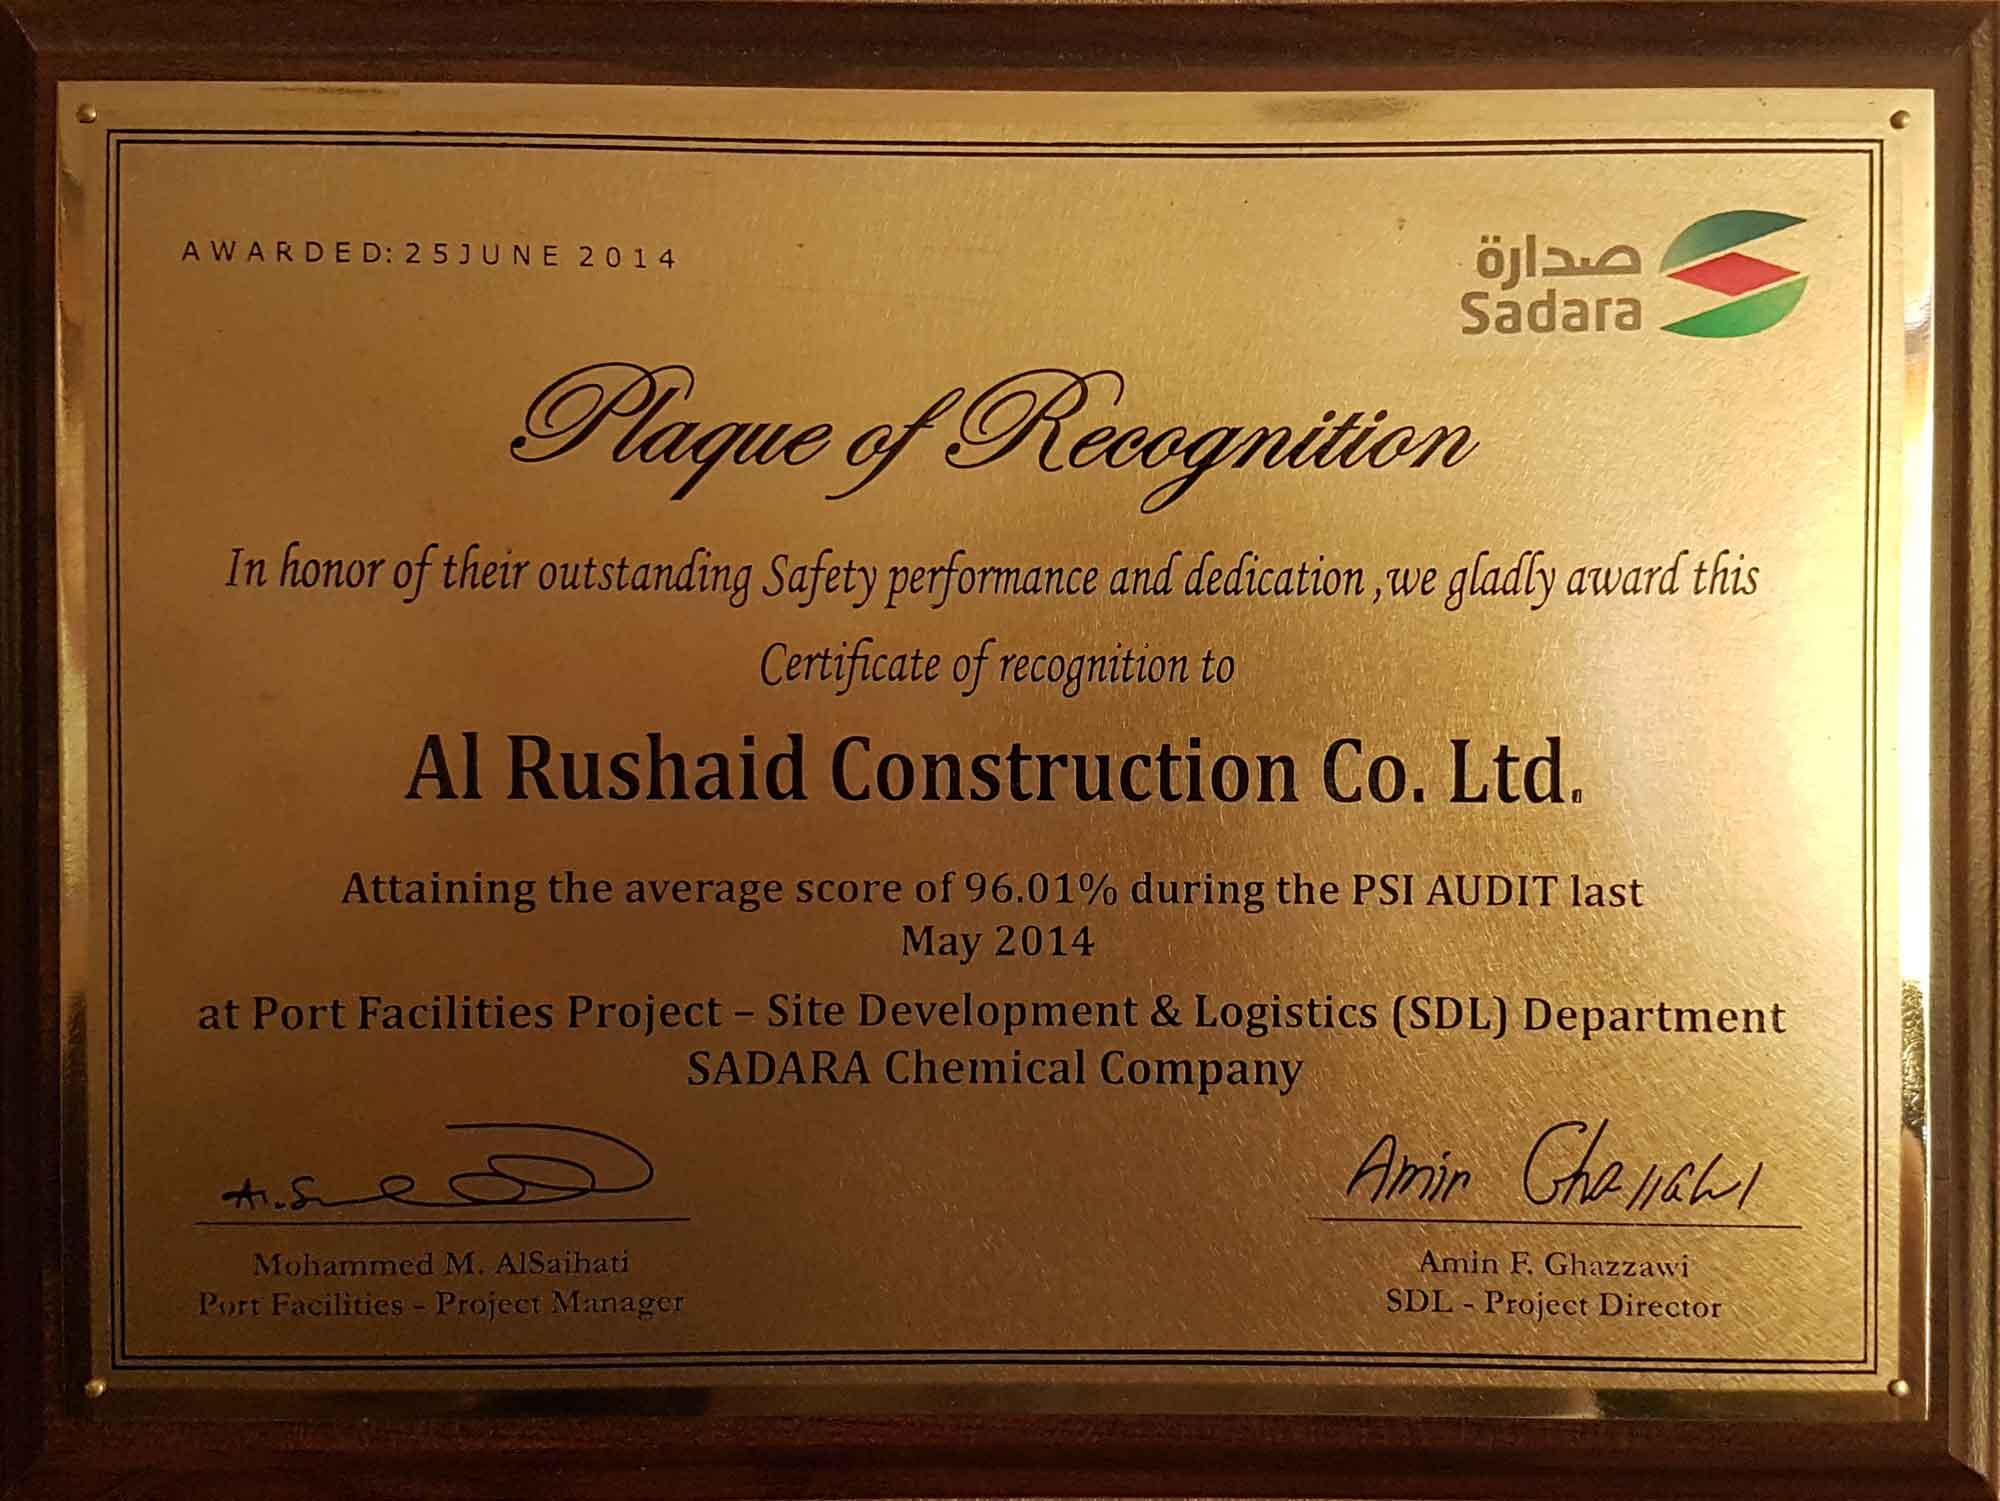 AWARDED: 25 JUNE 2014
صدارة
Sadara
Plaque of Recognition
In honor of their outstanding Safety performance and dedication ,we gladly award this
Certificate of recognition to
Al Rushaid Construction Co. Ltd.
Attaining the average score of 96.01% during the PSI AUDIT last
May 2014
at Port Facilities Project – Site Development & Logistics (SDL) Department
SADARA Chemical Company
Amin Ghazzawi
Mohammed M. AlSaihati
Port Facilities - Project Manager
Amin F. Ghazzawi
SDL - Project Director